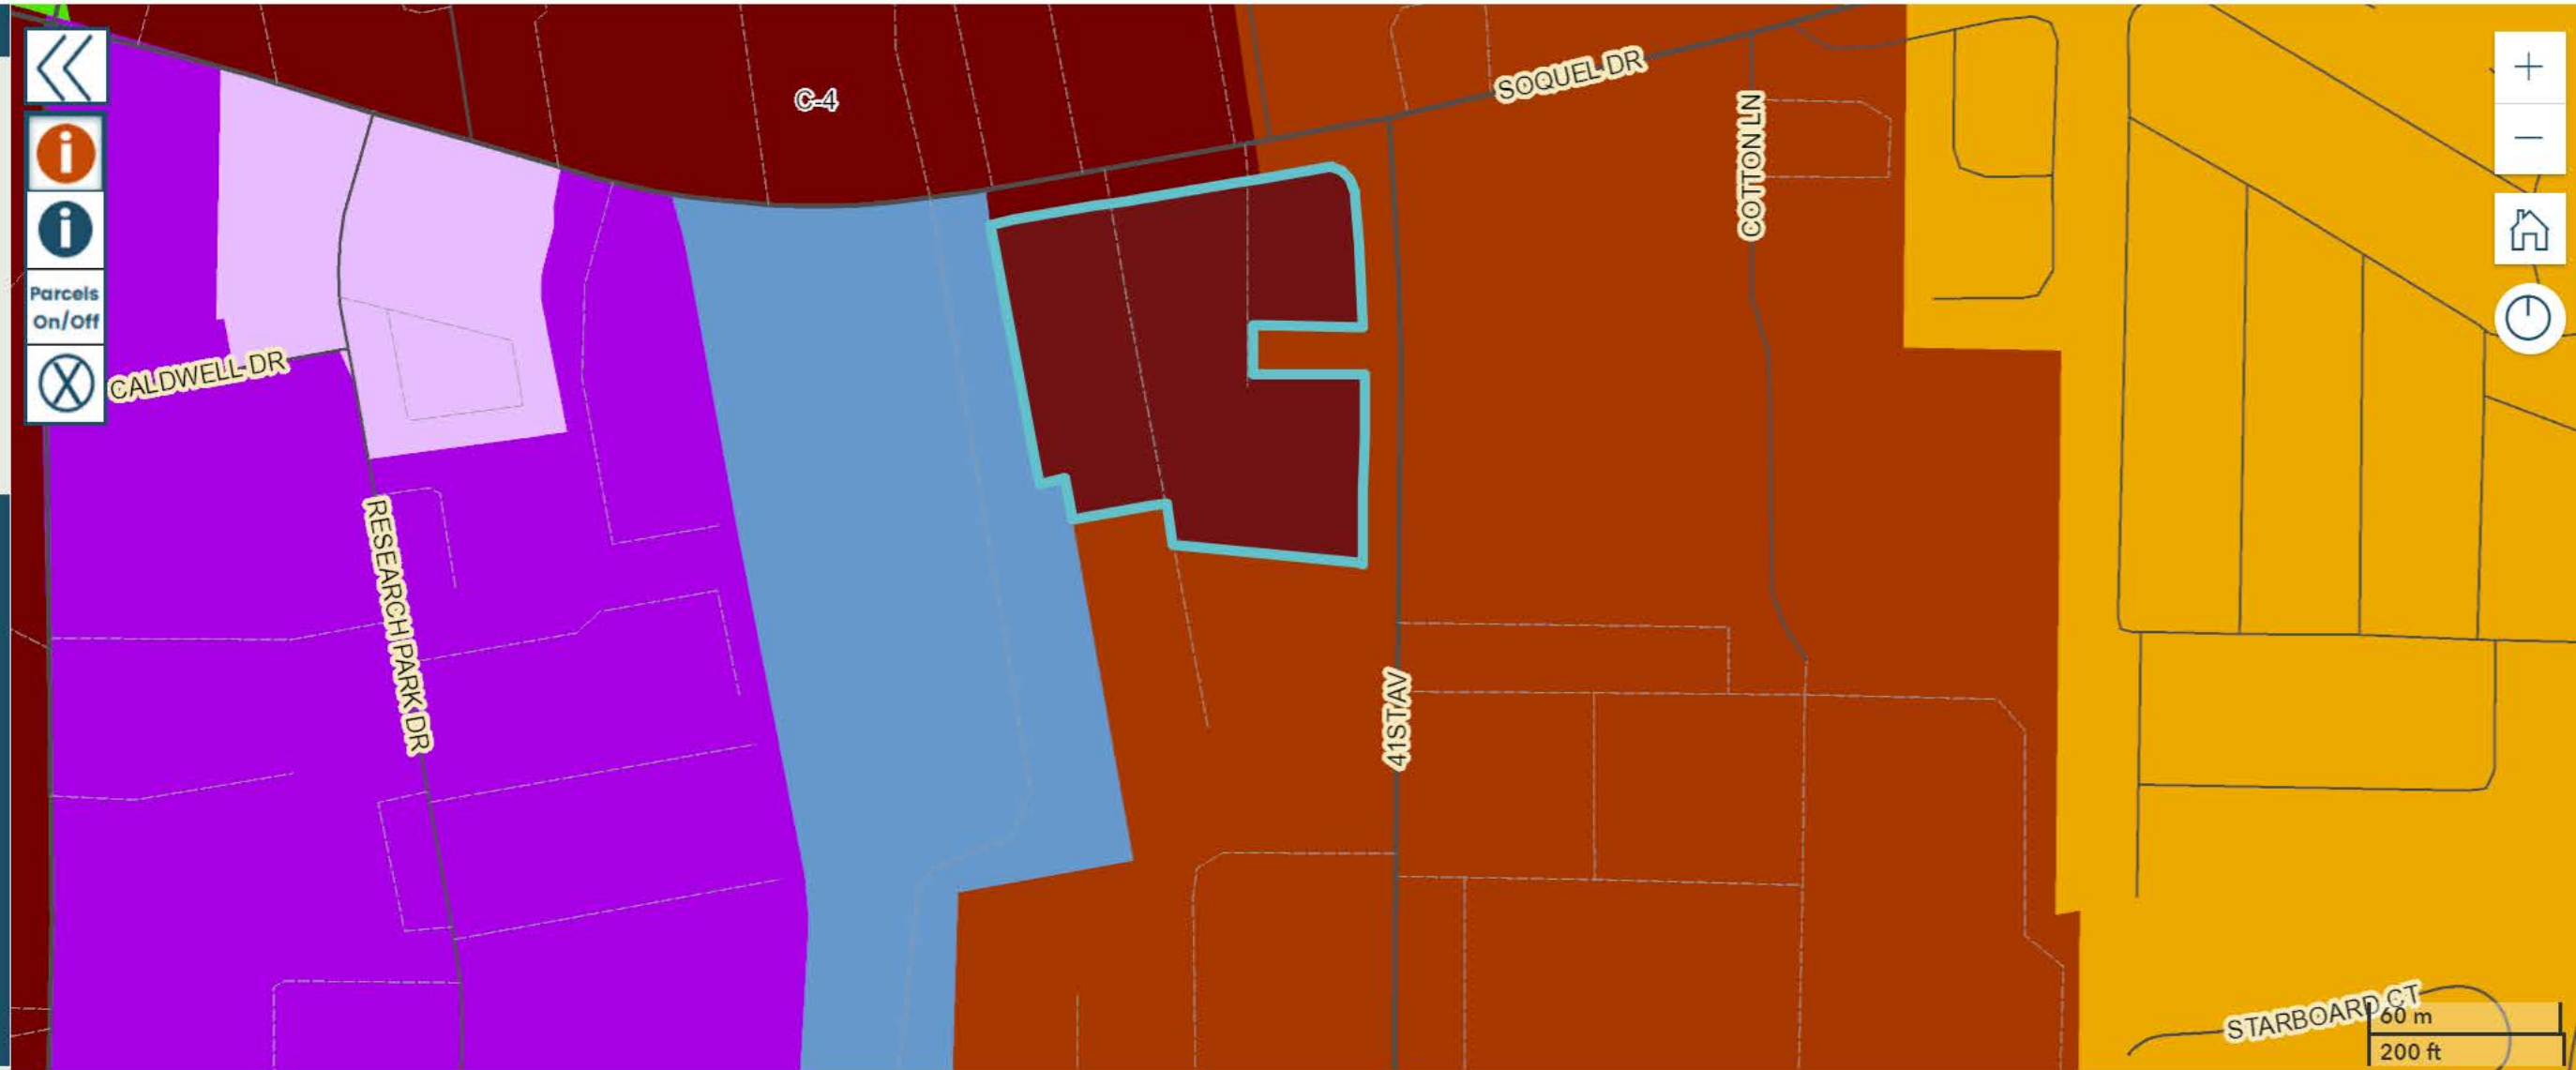 C-4
SOQUEL DR
COTTON LN
Parcels
On/Off
CALDWELL DR
RESEARCH PARK DR
41ST AV
STARBOARD CT
60 m
200 ft